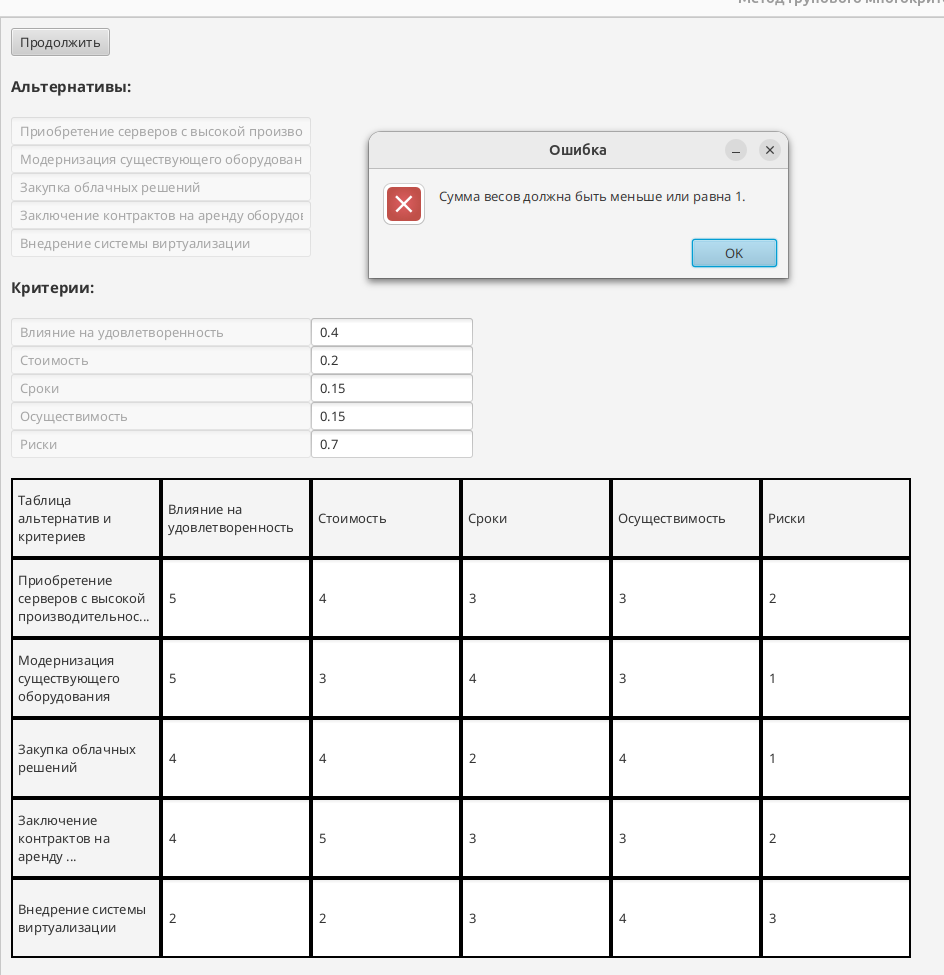 Метод групового многокрите
Продолжить
Альтернативы:
Приобретение серверов с высокой произво
Модернизация существующего оборудован
Закупка облачных решений
Заключение контрактов на аренду оборудов
Внедрение системы виртуализации
Ошибка
Сумма весов должна быть меньше или равна 1.
OK
Критерии:
Влияние на удовлетворенность 0.4
Стоимость 0.2
Сроки 0.15
Осуществимость 0.15
Риски 0.7
Таблица
альтернатив и
критериев
Влияние на
удовлетворенность
Стоимость
Сроки
Осуществимость
Риски
Приобретение
серверов с высокой
производительнос...
5 4 3 3 2
Модернизация
существующего
оборудования
5 3 4 3 1
Закупка облачных
решений
4 4 2 4 1
Заключение
контрактов на
аренду ...
4 5 3 3 2
Внедрение системы
виртуализации
2 2 3 4 3